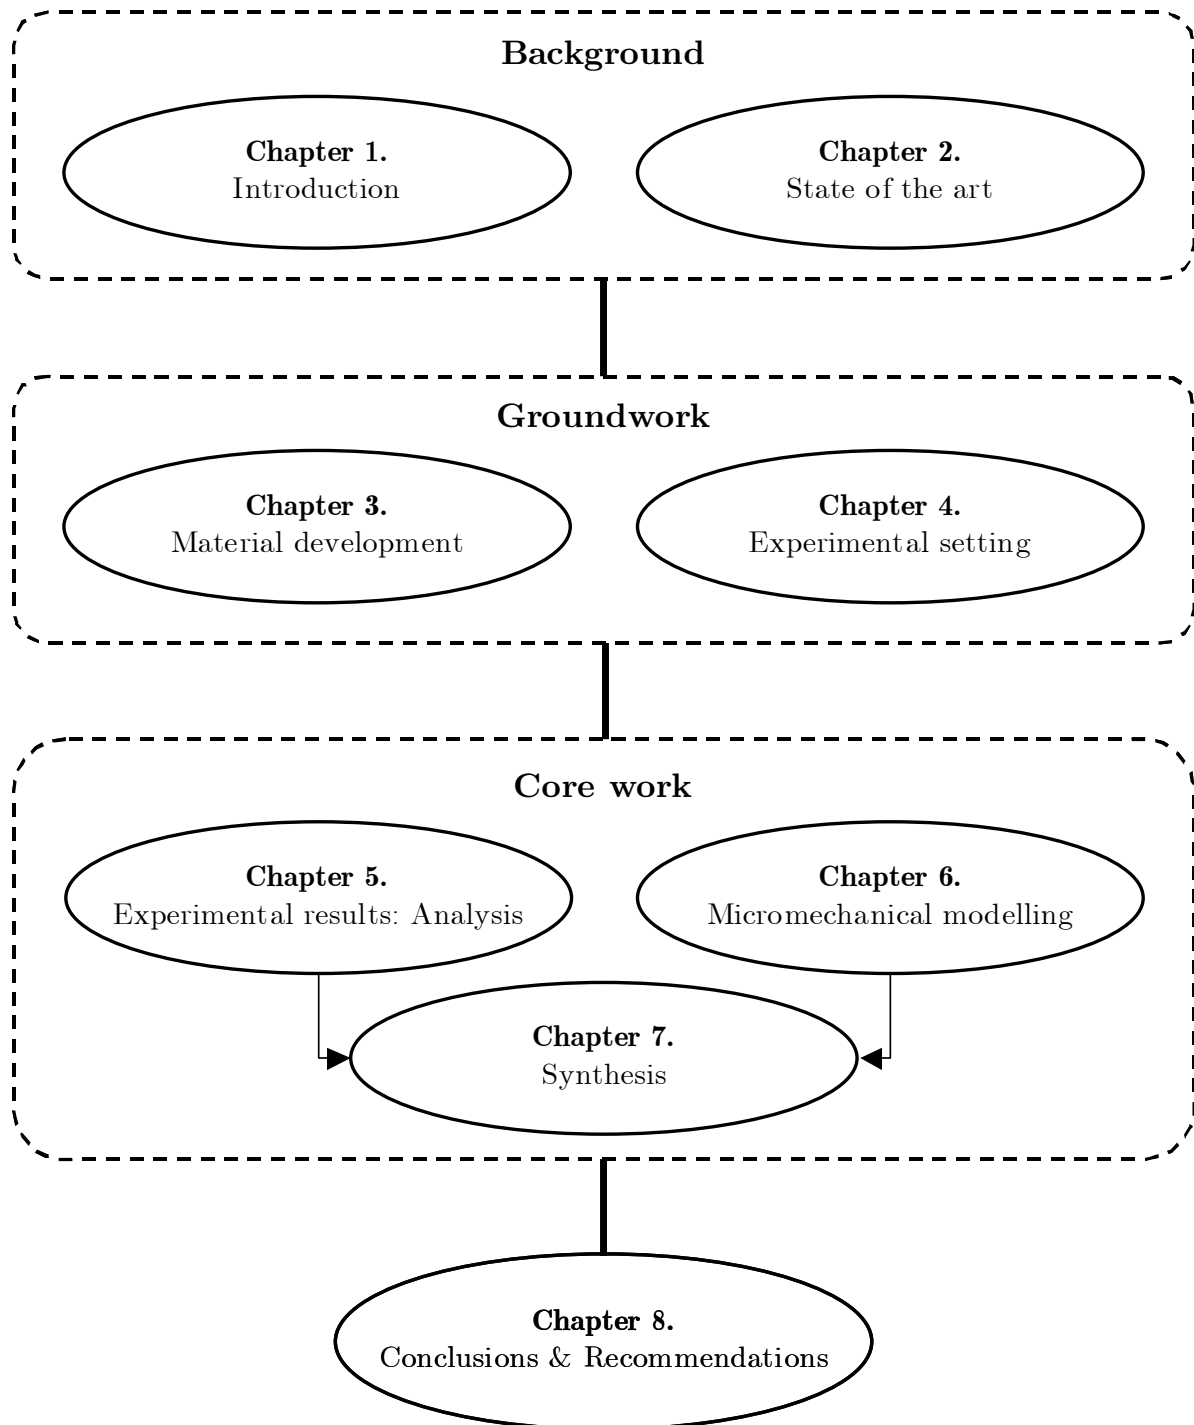 Background
Chapter 1.
Introduction
Chapter 2.
State of the art
Groundwork
Chapter 3.
Material development
Chapter 4.
Experimental setting
Core work
Chapter 5.
Experimental results: Analysis
Chapter 6.
Micromechanical modelling
Chapter 7.
Synthesis
Chapter 8.
Conclusions & Recommendations